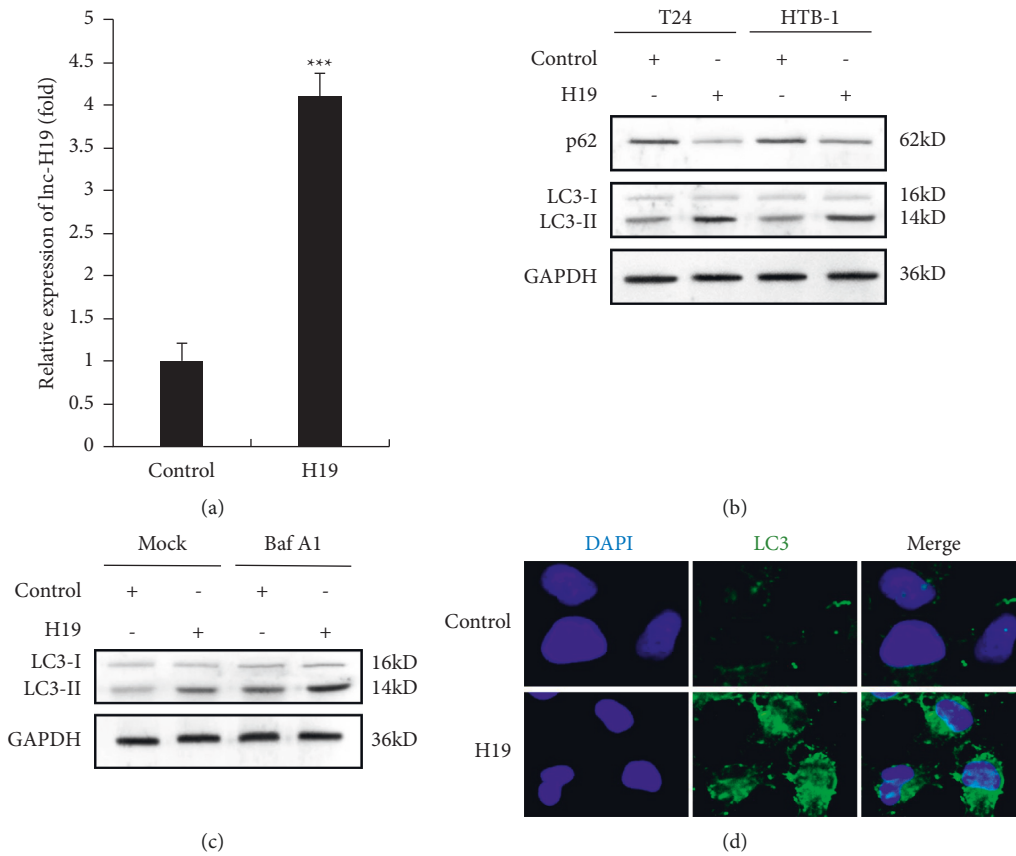 Relative expression of lnc-H19 (fold)
5
4.5
4
3.5
3
2.5
2
1.5
1
0.5
0
***
Control H19
(a)
T24 HTB-1
Control + - + -
H19 - + - +
p62 62kD
LC3-I 16kD
LC3-II 14kD
GAPDH 36kD
(b)
Mock Baf A1
Control + - + -
H19 - + - +
LC3-I 16kD
LC3-II 14kD
GAPDH 36kD
(c)
DAPI LC3 Merge
Control
H19
(d)